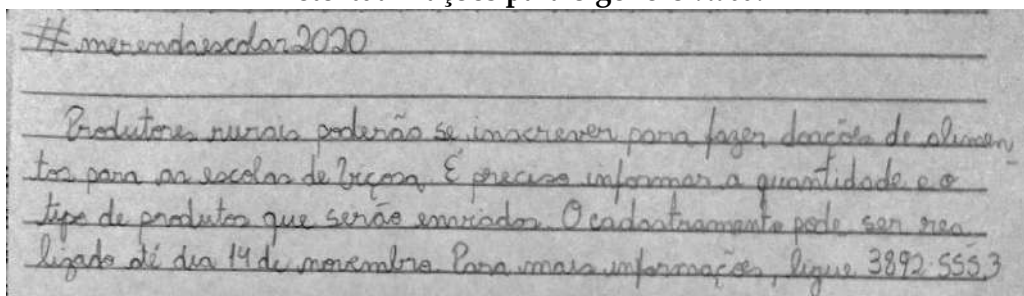 # merendaescolar2020
Produtores rurais poderão se inscrever para fazer doações de alimen-
tos para as escolas de Viçosa. É preciso informar a quantidade e o
tipo de produtos que serão enviados. O cadastramento pode ser rea
lizado até dia 14 de novembro. Para mais informações, ligue 3892.5553